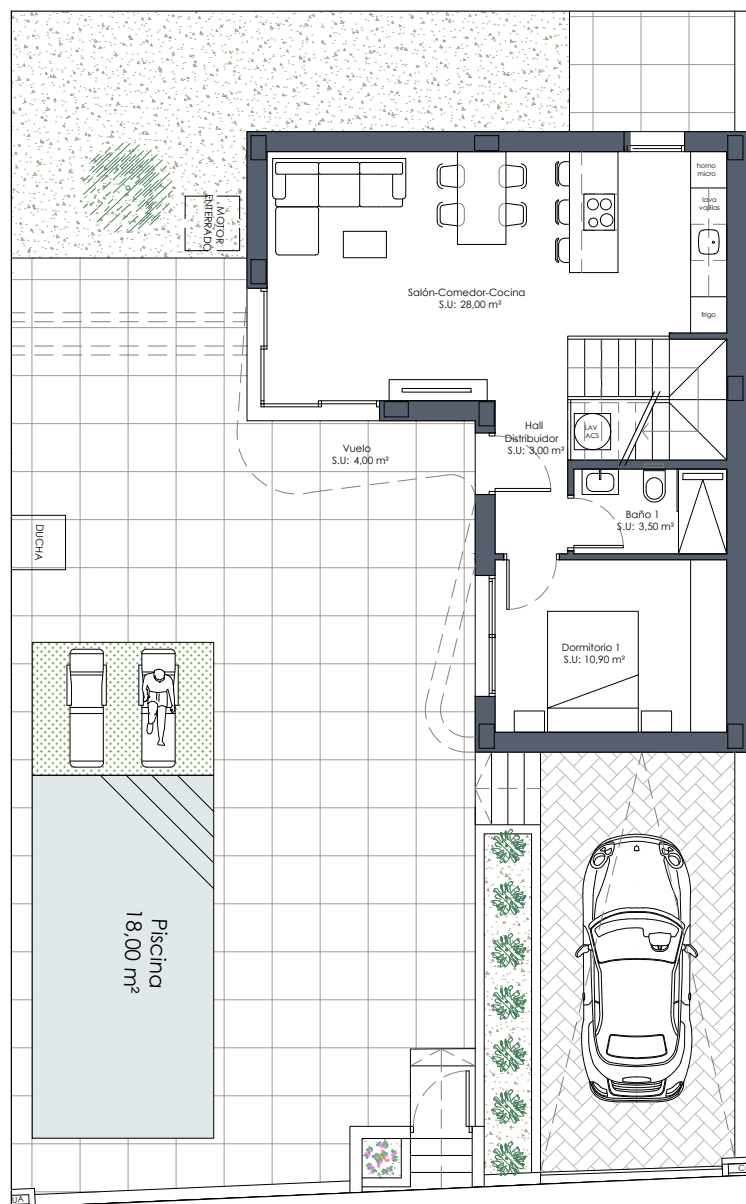 horno
micro
lava
vajillas
MOTOR
ENTERRADO
Salón-Comedor-Cocina
S.U: 28,00 m²
frigo
Hall
Distribuidor
S.U: 3,00 m²
LAV
ACS
Vuelo
S.U: 4,00 m²
Baño 1
S.U: 3,50 m²
DUCHA
Dormitorio 1
S.U: 10,90 m²
Piscina
18,00 m²